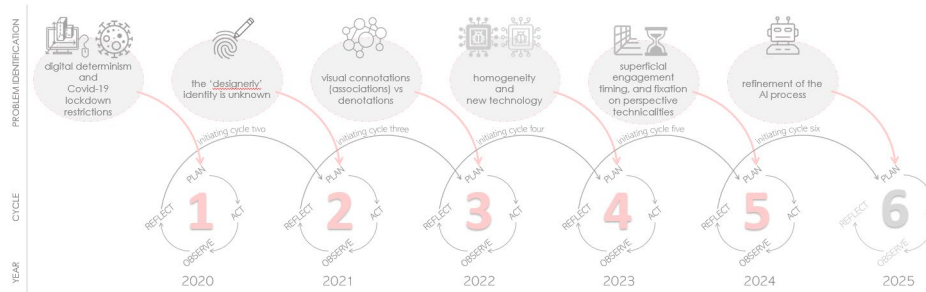 PROBLEM IDENTIFICATION
digital determinism
and
Covid-19
lockdown
restrictions
the 'designerly'
identity is unknown
visual connotations
(associations) vs
denotations
homogeneity
and
new technology
superficial
engagement
timing, and fixation
on perspective
technicalities
refinement of the
AI process
initiating cycle two
initiating cycle three
initiating cycle four
initiating cycle five
initiating cycle six
CYCLE
PLAN
ACT
OBSERVE
REFLECT
1
PLAN
ACT
OBSERVE
REFLECT
2
PLAN
ACT
OBSERVE
REFLECT
3
PLAN
ACT
OBSERVE
REFLECT
4
PLAN
ACT
OBSERVE
REFLECT
5
PLAN
ACT
OBSERVE
REFLECT
6
YEAR
2020
2021
2022
2023
2024
2025